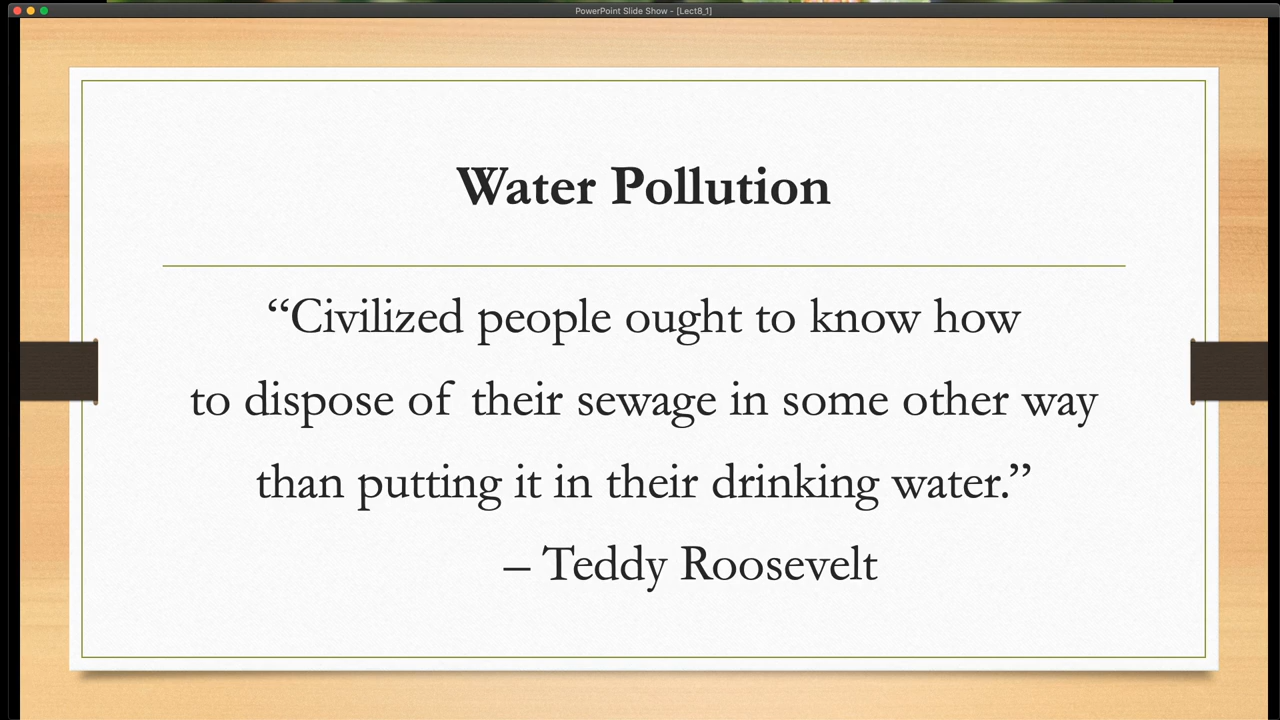 PowerPoint Slide Show - [Lect8_1]
Water Pollution
“Civilized people ought to know how
to dispose of their sewage in some other way
than putting it in their drinking water.”
– Teddy Roosevelt